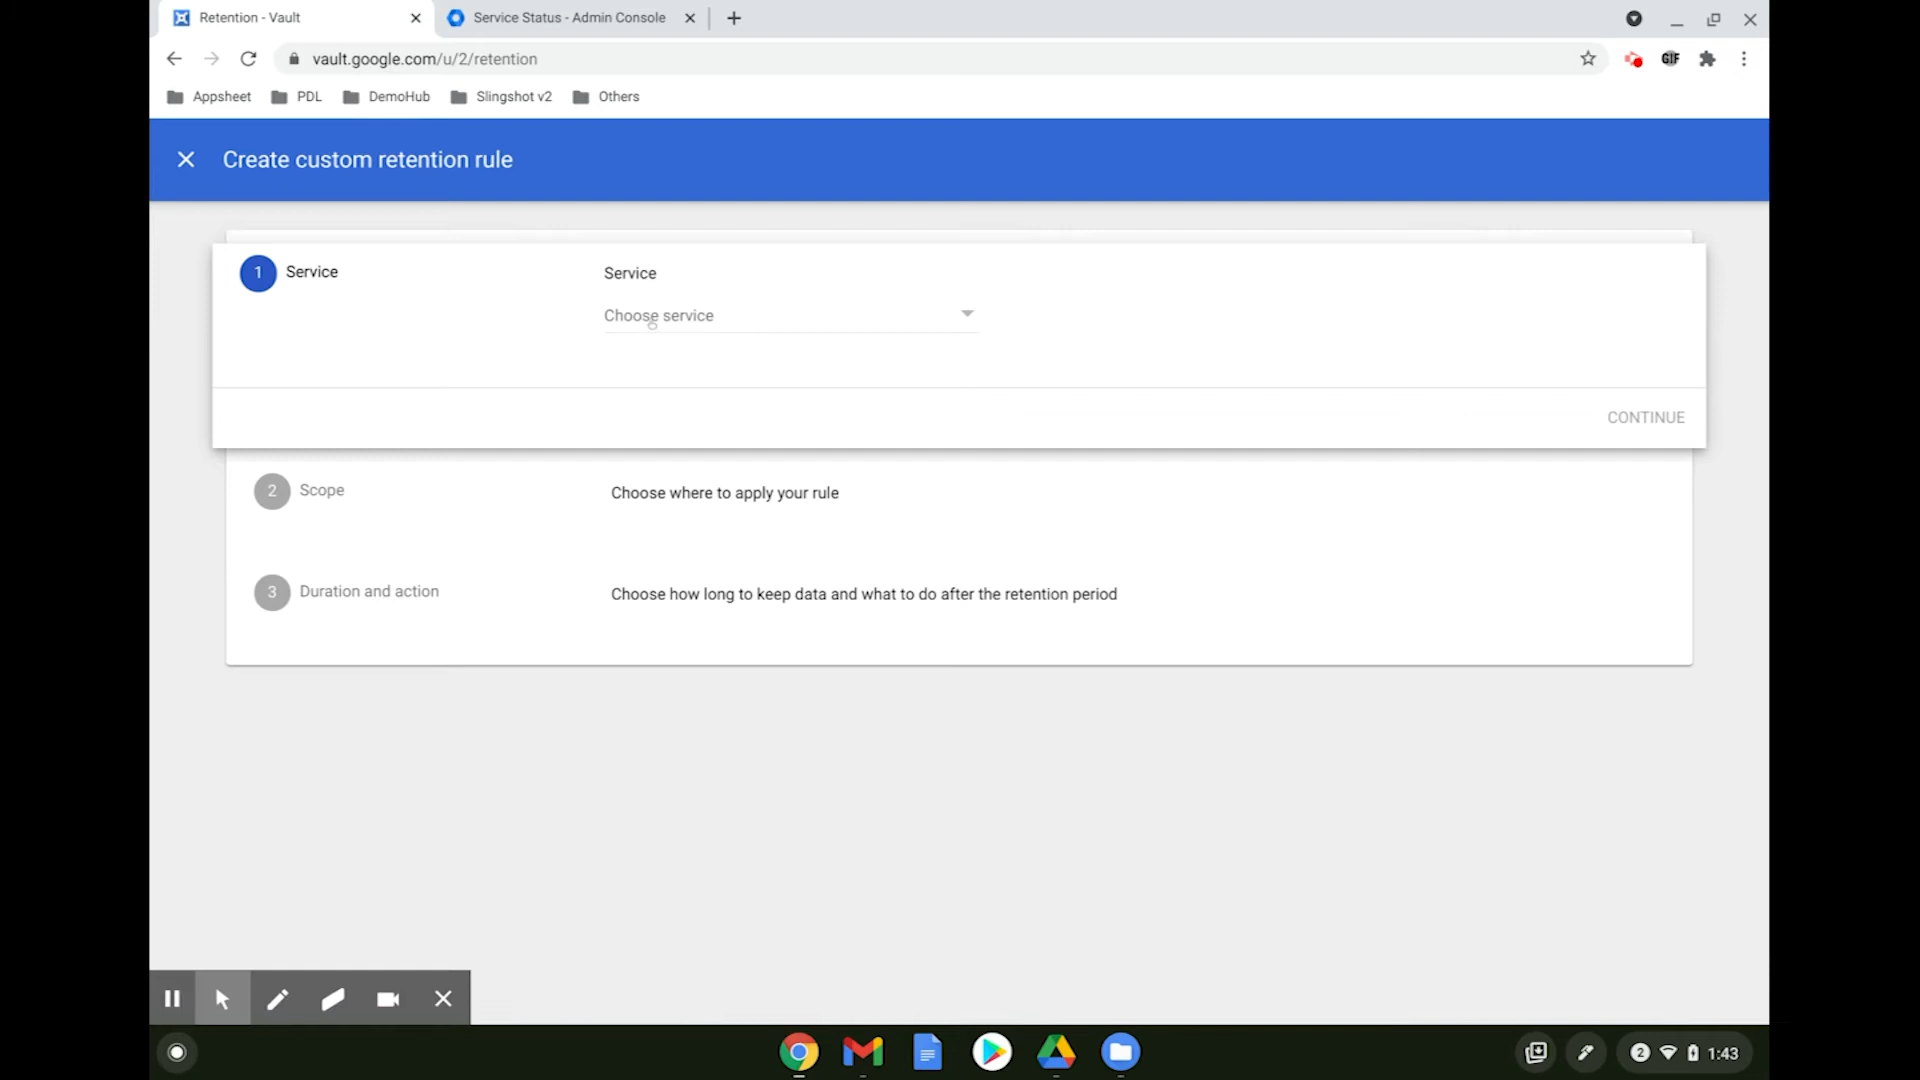 Retention - Vault
Service Status - Admin Console
vault.google.com/u/2/retention
GIF
Appsheet
PDL
DemoHub
Slingshot v2
Others
Create custom retention rule
1
Service
Service
Choose service
CONTINUE
2
Scope
Choose where to apply your rule
3
Duration and action
Choose how long to keep data and what to do after the retention period
2
1:43